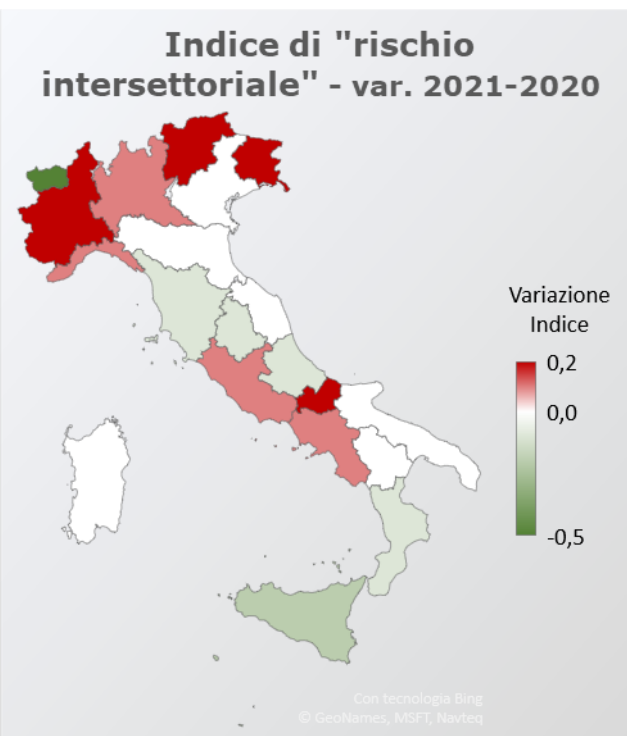 Indice di "rischio
intersettoriale" - var. 2021-2020
Variazione
Indice
0,2
0,0
-0,5
Con tecnologia Bing
© GeoNames, MSFT, Navteq